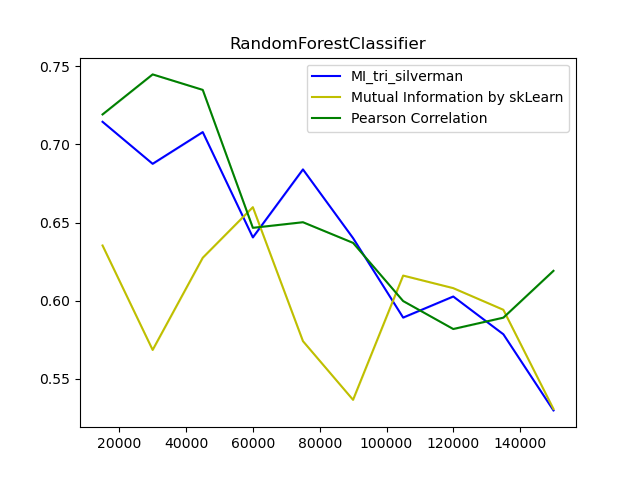 RandomForestClassifier
MI_tri_silverman
Mutual Information by skLearn
Pearson Correlation
0.75
0.70
0.65
0.60
0.55
20000 40000 60000 80000 100000 120000 140000